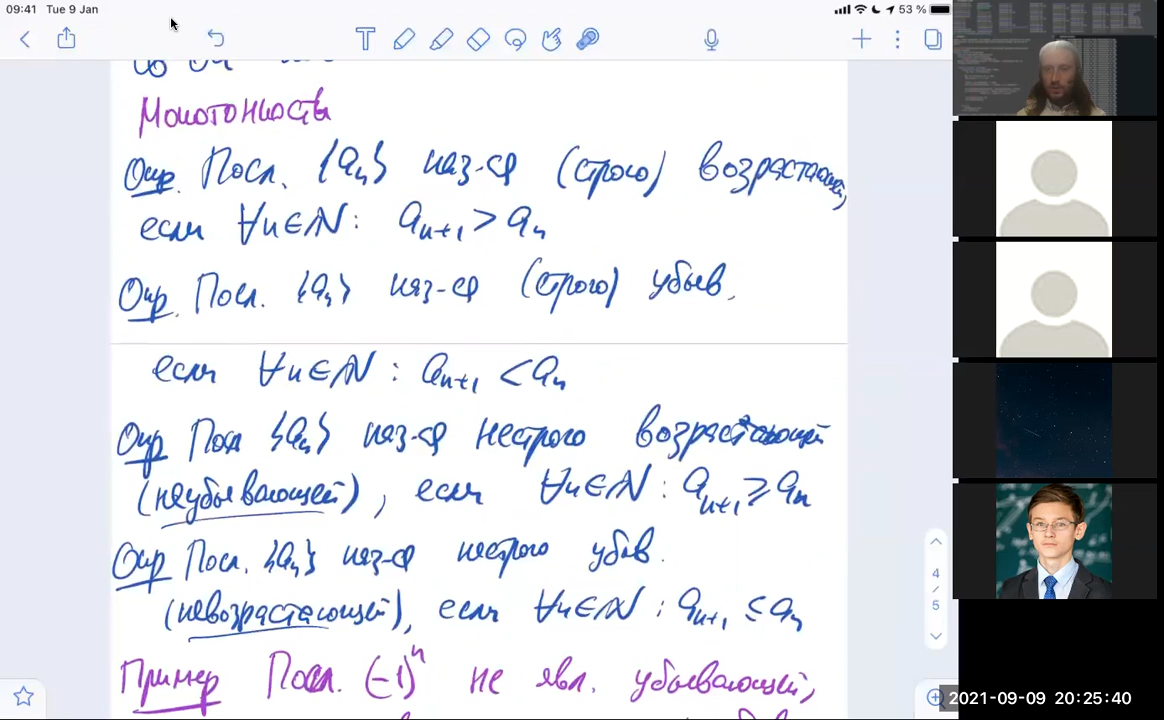 09:41 Tue 9 Jan
53 %
Монотонность
Опр. Посл. {aₙ} наз-ся (строго) возрастающей,
если ∀n∈ℕ: aₙ₊₁ > aₙ
Опр. Посл. {aₙ} наз-ся (строго) убыв.
если ∀n∈ℕ : aₙ₊₁ < aₙ
Опр Посл {aₙ} наз-ся нестрого возрастающей
(неубывающей), если ∀n∈ℕ : aₙ₊₁ ⩾ aₙ
Опр Посл. {aₙ} наз-ся нестрого убыв.
(невозрастающей), если ∀n∈ℕ : aₙ₊₁ ≤ aₙ
Пример Посл. (-1)ⁿ не явл. убывающей,
4
/
5
2021-09-09 20:25:40